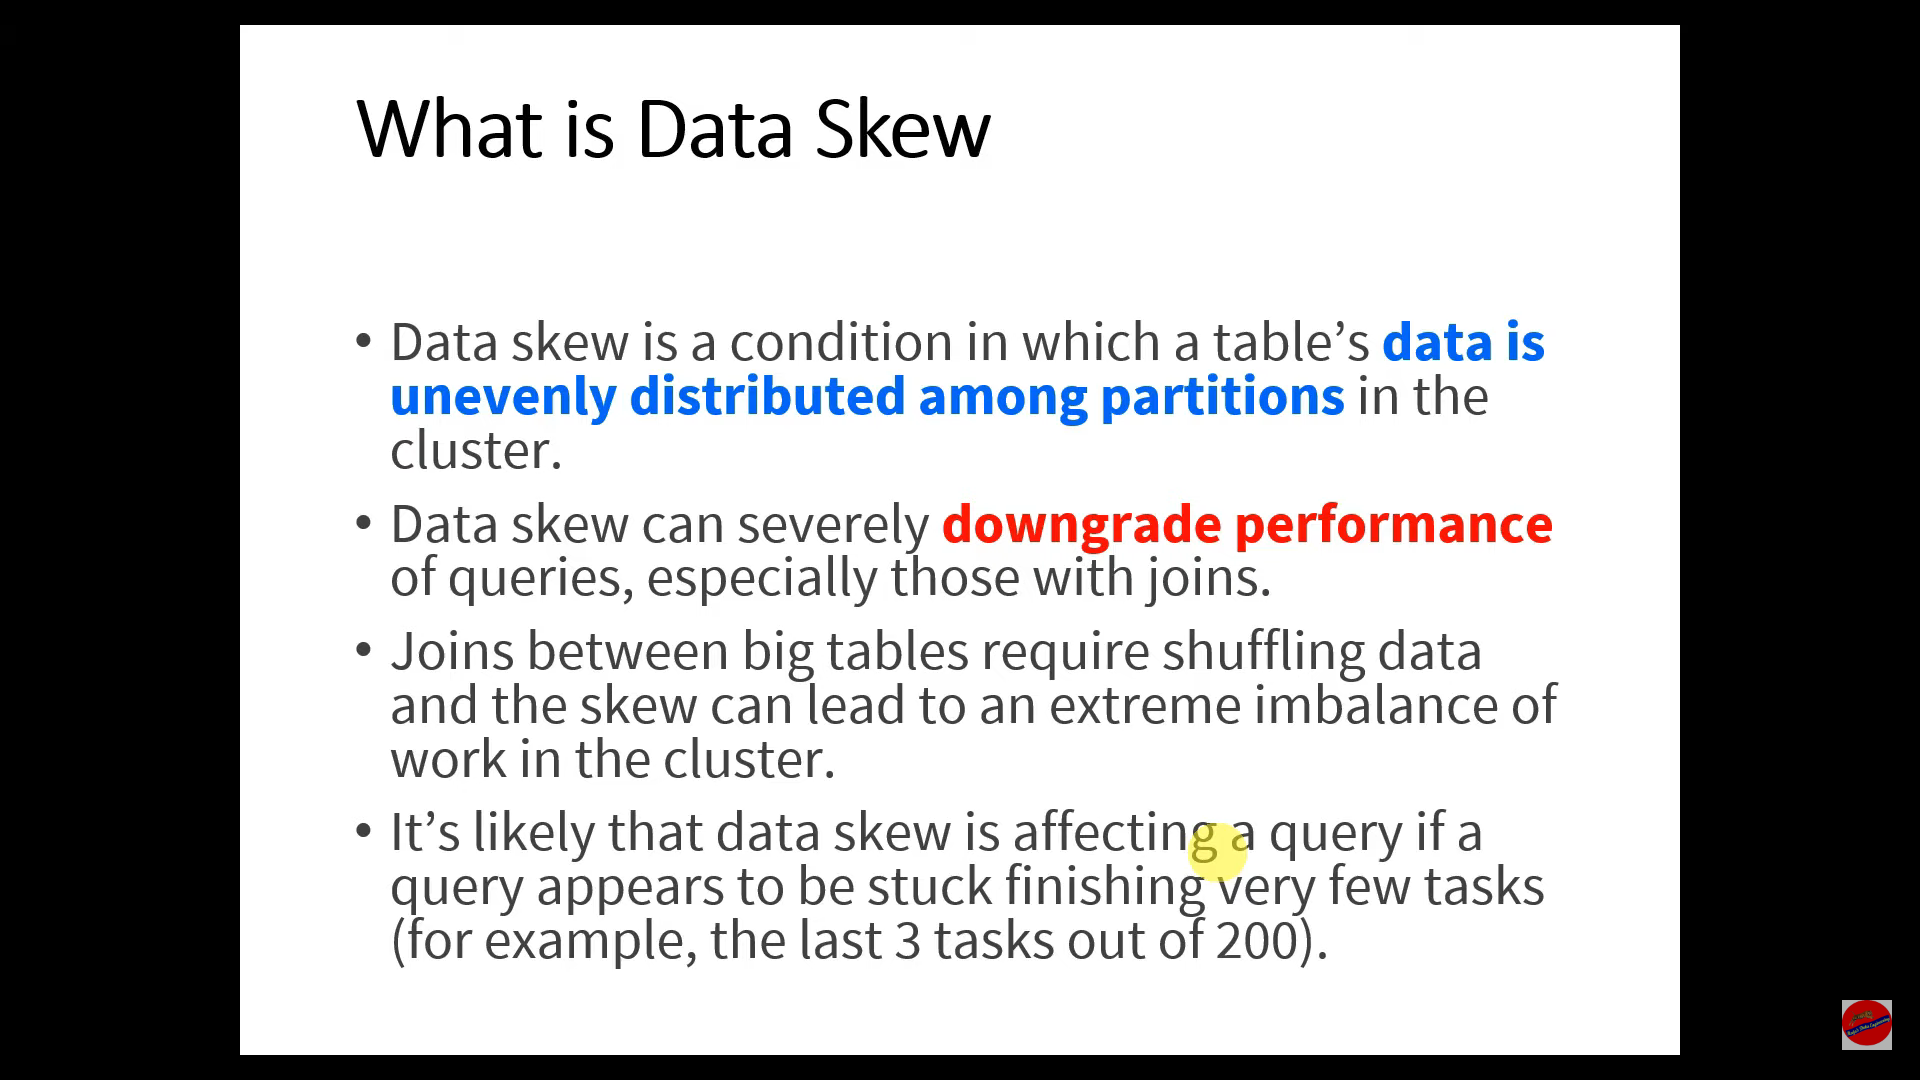 What is Data Skew
• Data skew is a condition in which a table’s data is
unevenly distributed among partitions in the
cluster.
• Data skew can severely downgrade performance
of queries, especially those with joins.
• Joins between big tables require shuffling data
and the skew can lead to an extreme imbalance of
work in the cluster.
• It’s likely that data skew is affecting a query if a
query appears to be stuck finishing very few tasks
(for example, the last 3 tasks out of 200).